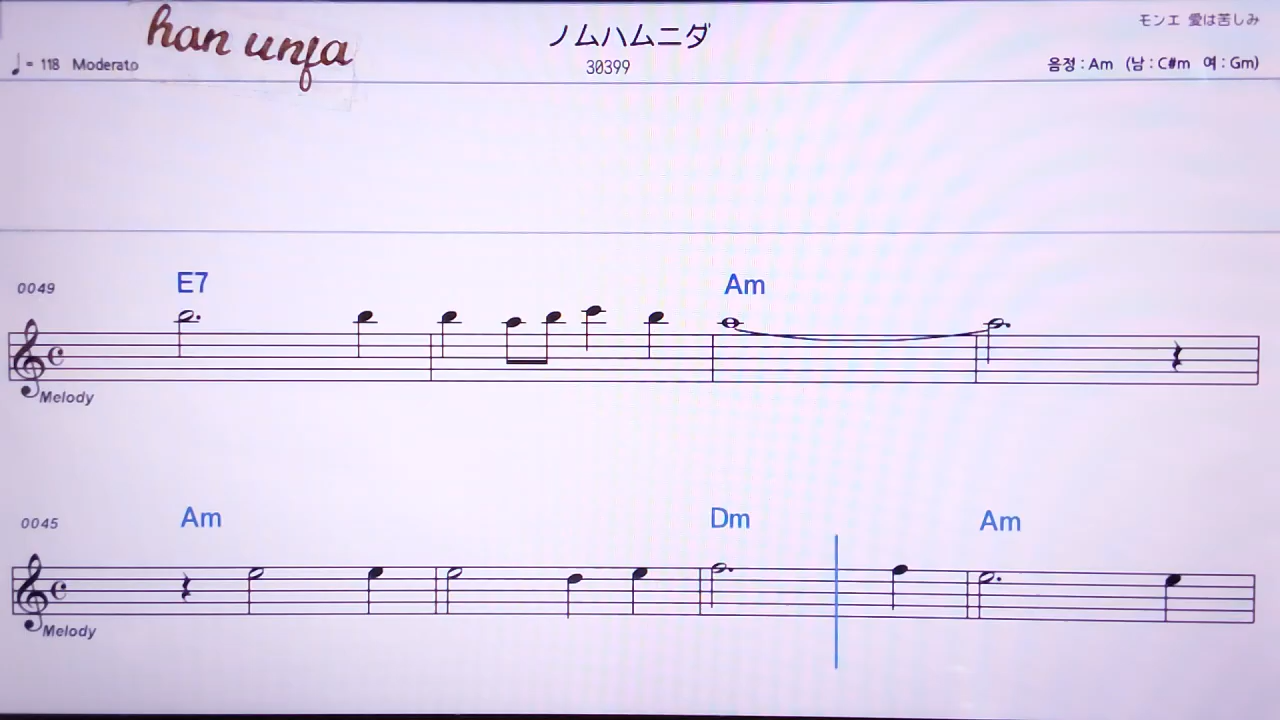 han unfa
ノムハムニダ
モンエ 愛は苦しみ
♩= 118 Moderato
30399
음정 : Am (남 : C#m 여 : Gm)
0049
E7 Am
Melody
0045
Am Dm Am
Melody